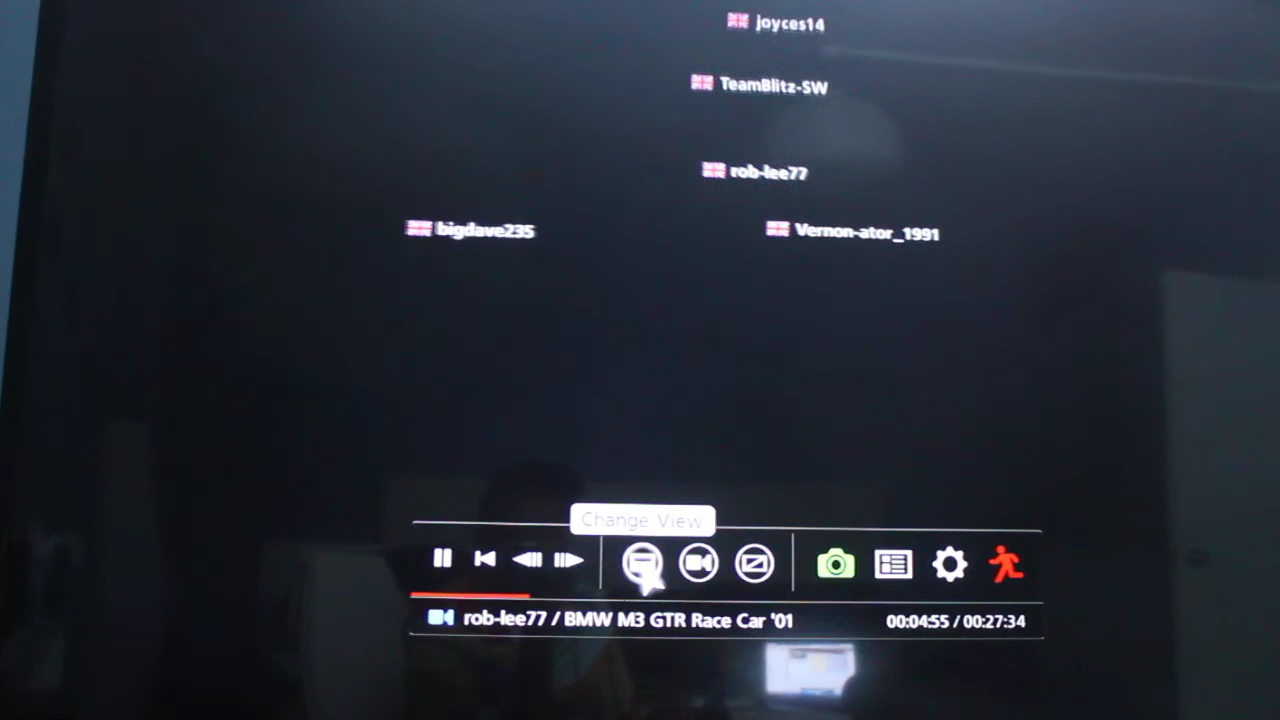 joyces14
TeamBlitz-SW
rob-lee77
bigdave235
Vernon-ator_1991
Change View
rob-lee77 / BMW M3 GTR Race Car '01
00:04:55 / 00:27:34